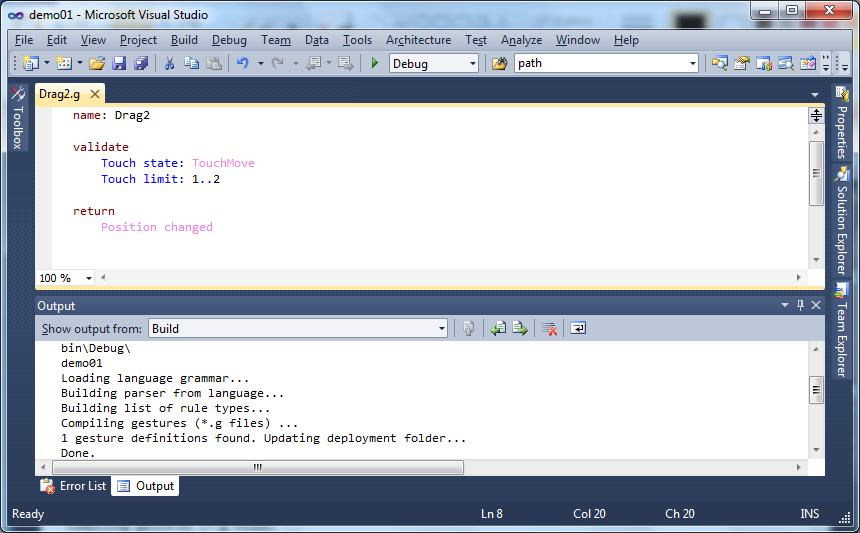 demo01 - Microsoft Visual Studio
File Edit View Project Build Debug Team Data Tools Architecture Test Analyze Window Help
Debug path
Toolbox
Drag2.g
name: Drag2
validate
Touch state: TouchMove
Touch limit: 1..2
return
Position changed
100 %
Properties
Solution Explorer
Team Explorer
Output
Show output from: Build
bin\Debug\
demo01
Loading language grammar...
Building parser from language...
Building list of rule types...
Compiling gestures (*.g files) ...
1 gesture definitions found. Updating deployment folder...
Done.
Error List Output
Ready Ln 8 Col 20 Ch 20 INS